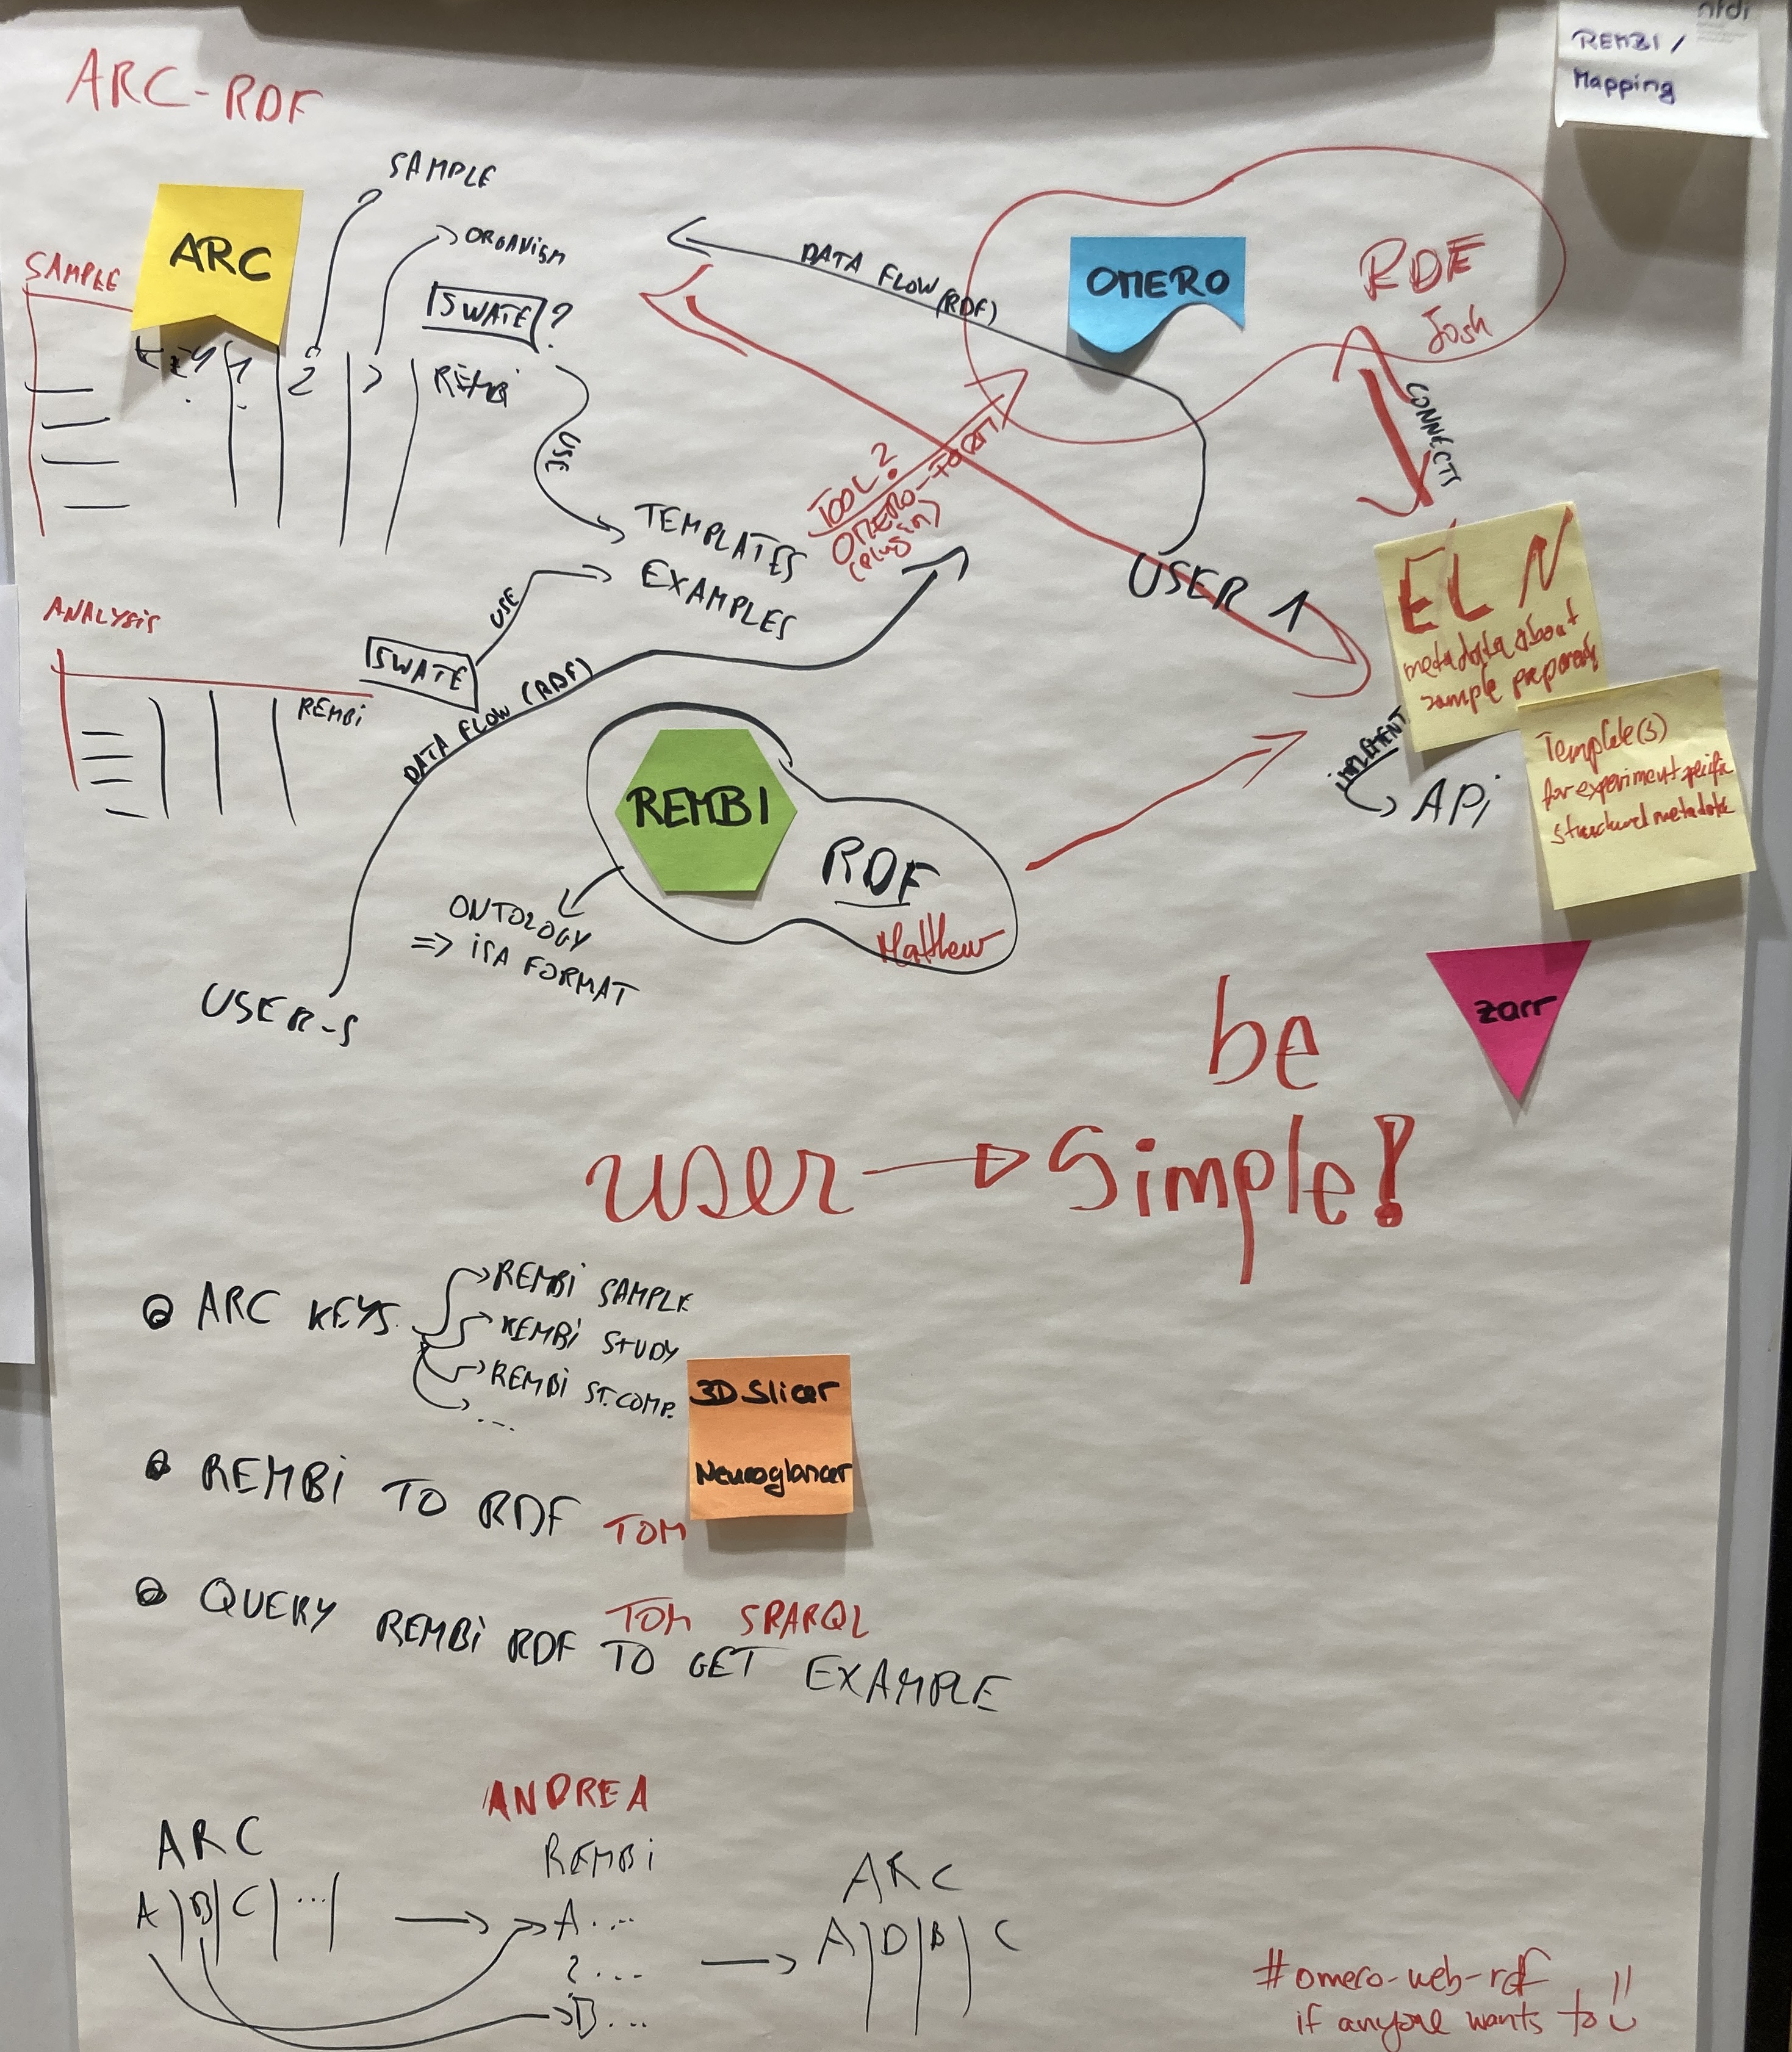 nfdi
REMBI /
Mapping
ARC-RDF
SAMPLE
ORGANiSM
SAMPLE
ARC
SWATE ?
KEY 1 2 3 REMBi
USE
DATA FLOW (RDF)
OMERO
RDF
Josh
CONNECTS
TOOL?
OMERO-FORM
(plugin)
TEMPLATES
EXAMPLES
USE
USER 1
ELN
metadata about
sample preparation
Template(s)
for experiment specific
structured metadata
iMPLEMENT
APi
ANALYSiS
SWATE
REMBi
DATA FLOW (RDF)
REMBI
RDF
Matthew
ONTOLOGY
=> iSA FORMAT
USER-S
zarr
be
user → Simple!
ARC KEYS
REMBi SAMPLE
REMBi STUDY
REMBi ST.COMP.
...
3D Slicer
Neuroglancer
REMBi TO RDF TOM
TOM SPARQL
QUERY REMBi RDF TO GET EXAMPLE
ANDREA
ARC
REMBi
ARC
A B C ...
A ...
? ...
B ...
A D B C
#omero-web-rdf
if anyone wants to